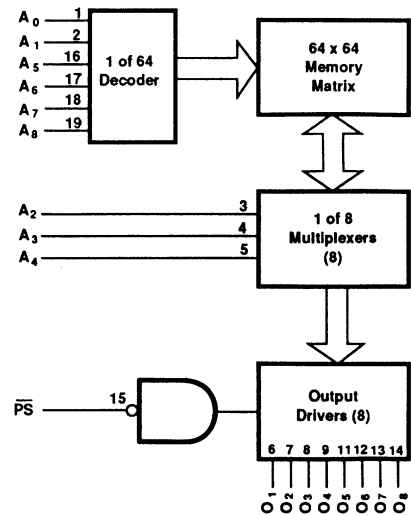 A0 1
A1 2
A5 16
A6 17
A7 18
A8 19
1 of 64
Decoder
64 x 64
Memory
Matrix
A2 3
A3 4
A4 5
1 of 8
Multiplexers
(8)
PS 15
Output
Drivers (8)
6 7 8 9 11 12 13 14
O1 O2 O3 O4 O5 O6 O7 O8